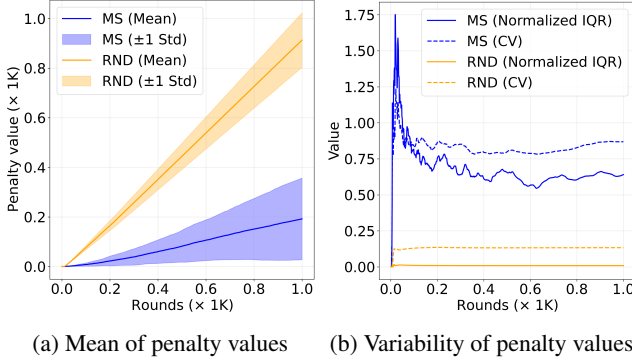 MS (Mean)
MS (±1 Std)
RND (Mean)
RND (±1 Std)
Penalty value (× 1K)
1.0
0.8
0.6
0.4
0.2
0.0
0.0 0.2 0.4 0.6 0.8 1.0
Rounds (× 1K)
(a) Mean of penalty values
MS (Normalized IQR)
MS (CV)
RND (Normalized IQR)
RND (CV)
Value
1.75
1.50
1.25
1.00
0.75
0.50
0.25
0.00
0.0 0.2 0.4 0.6 0.8 1.0
Rounds (× 1K)
(b) Variability of penalty values